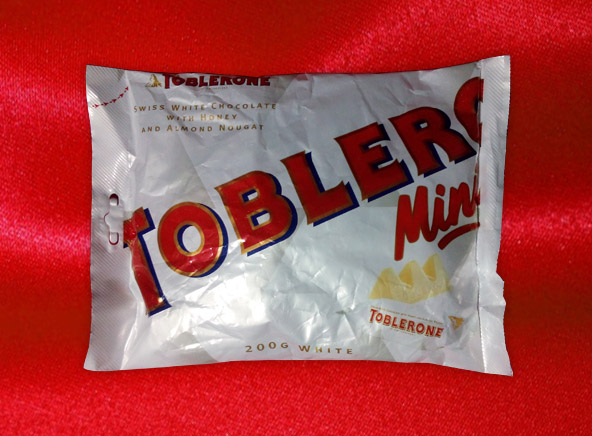 TOBLERONE
SWISS WHITE CHOCOLATE
WITH HONEY
AND ALMOND NOUGAT
TOBLERO
Mini
TOBLERONE
200G WHITE